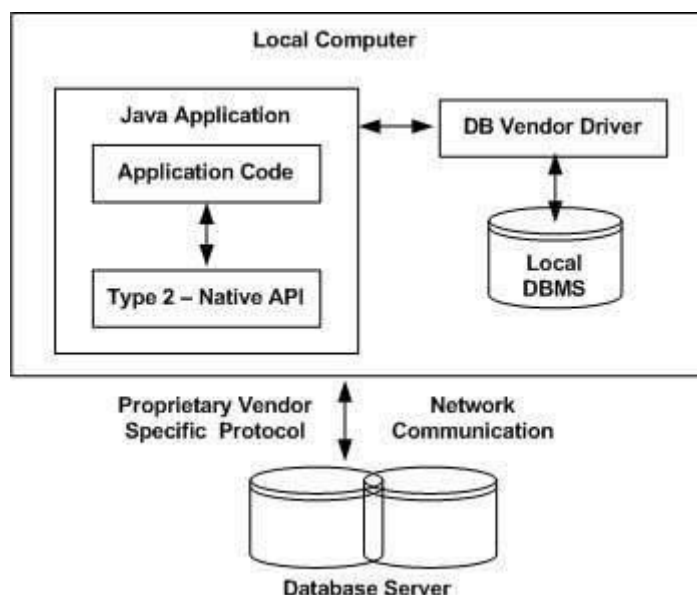 Local Computer
Java Application
DB Vendor Driver
Application Code
Type 2 – Native API
Local
DBMS
Proprietary Vendor
Specific Protocol
Network
Communication
Database Server